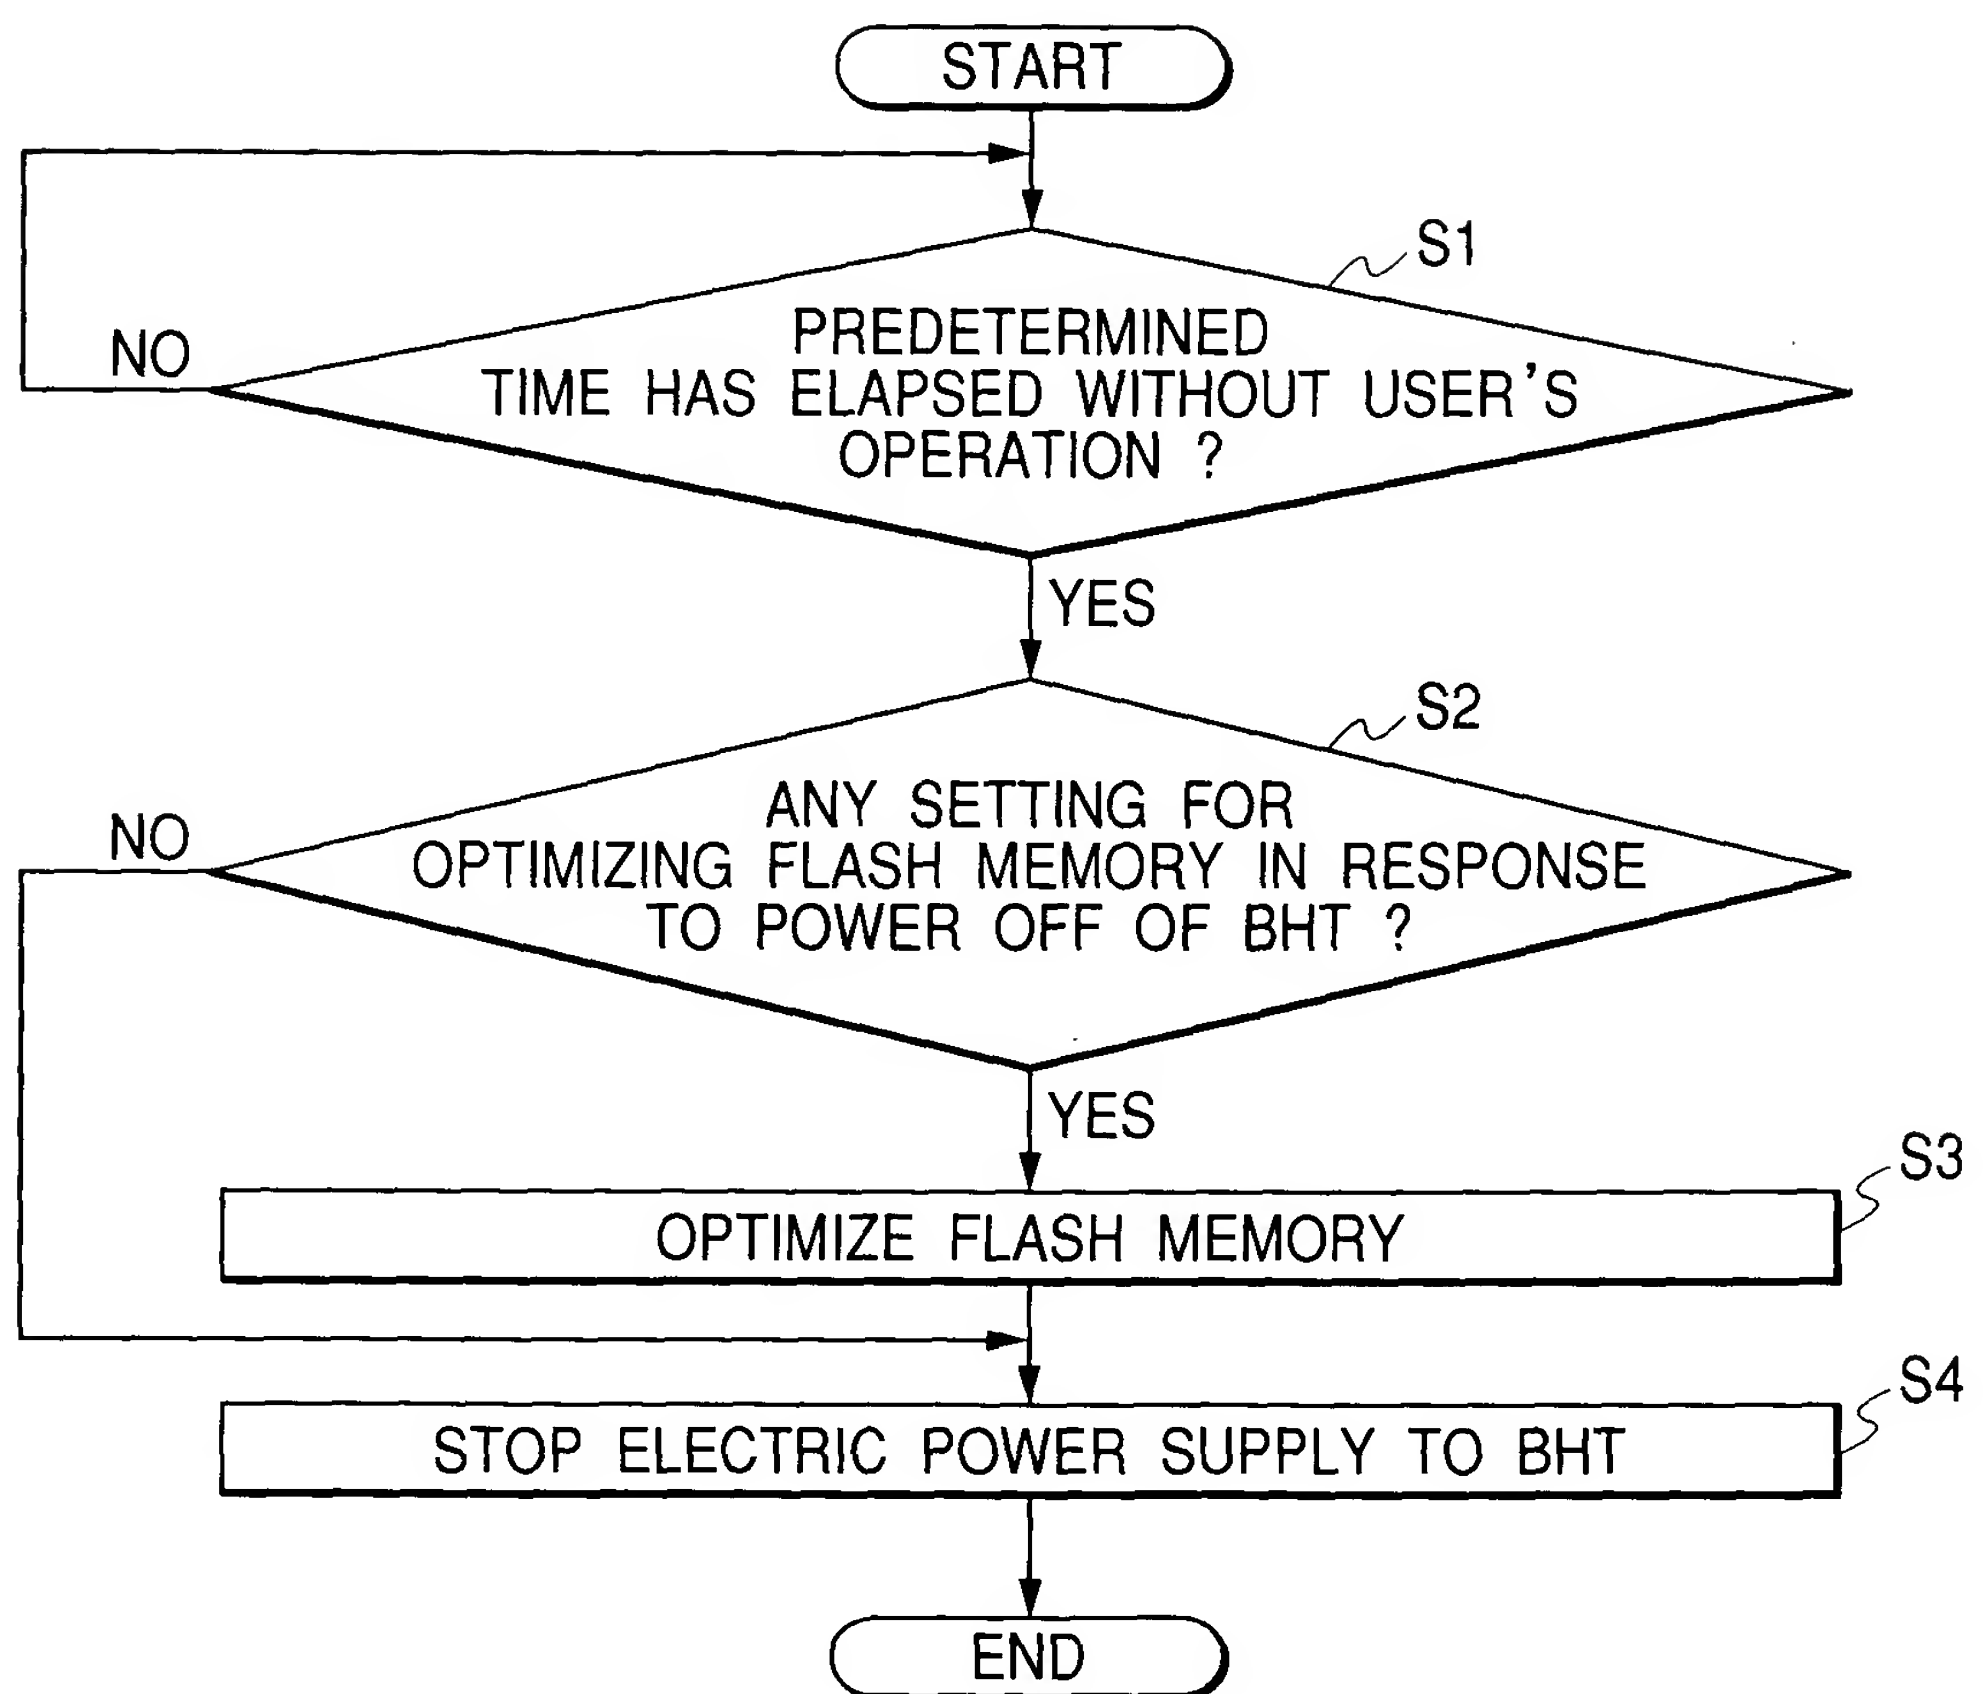 START
S1
PREDETERMINED
NO
TIME HAS ELAPSED WITHOUT USER'S
OPERATION ?
YES
S2
ANY SETTING FOR
NO
OPTIMIZING FLASH MEMORY IN RESPONSE
TO POWER OFF OF BHT ?
YES
S3
OPTIMIZE FLASH MEMORY
S4
STOP ELECTRIC POWER SUPPLY TO BHT
END